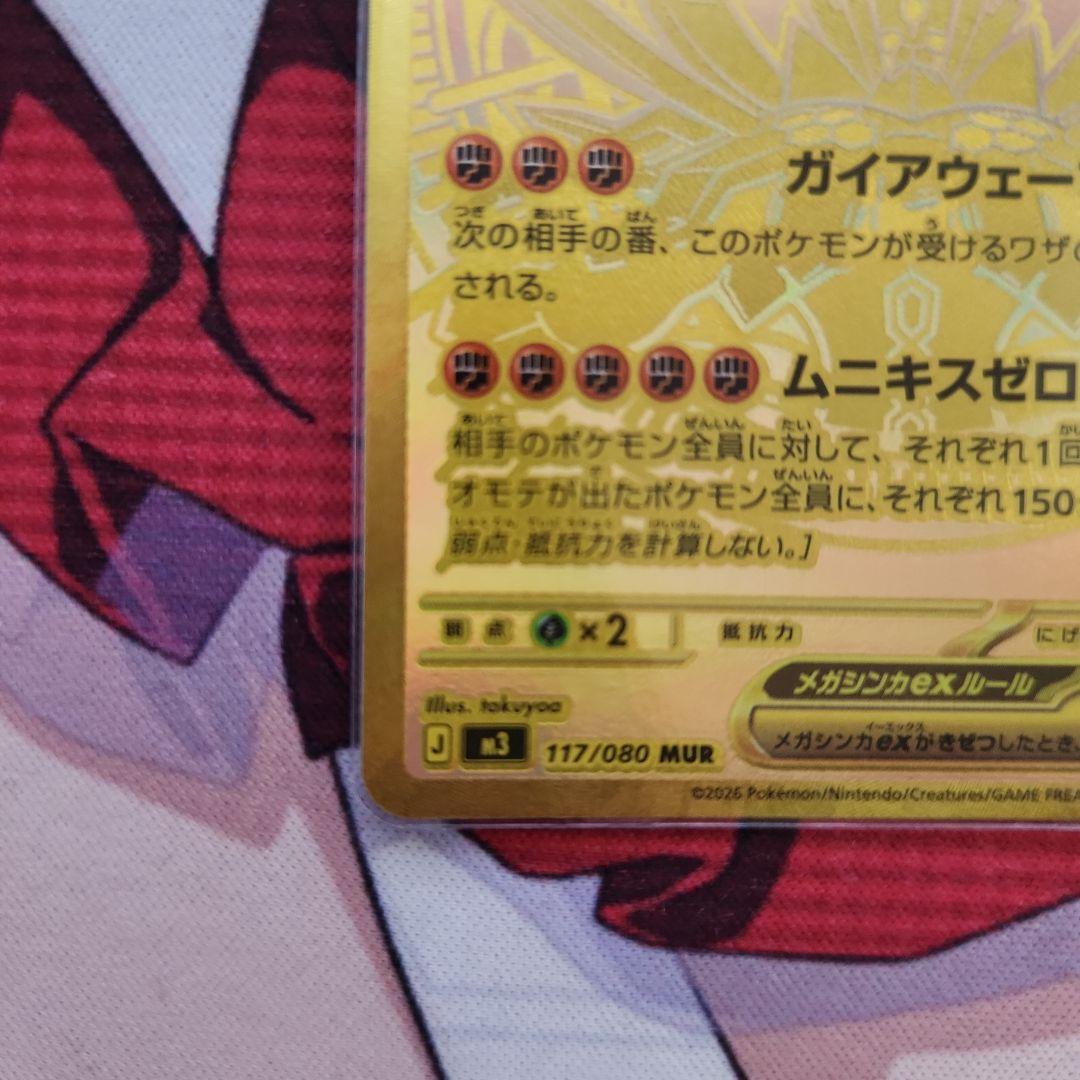 ガイアウェー
次の相手の番、このポケモンが受けるワザの
される。
ムニキスゼロ
相手のポケモン全員に対して、それぞれ1回
オモテが出たポケモン全員に、それぞれ150
弱点・抵抗力を計算しない。]
弱点 ×2 抵抗力 にげ
メガシンカexルール
メガシンカexがきぜつしたとき、
Illus. takuyoa
J M3 117/080 MUR
©2026 Pokémon/Nintendo/Creatures/GAME FREA